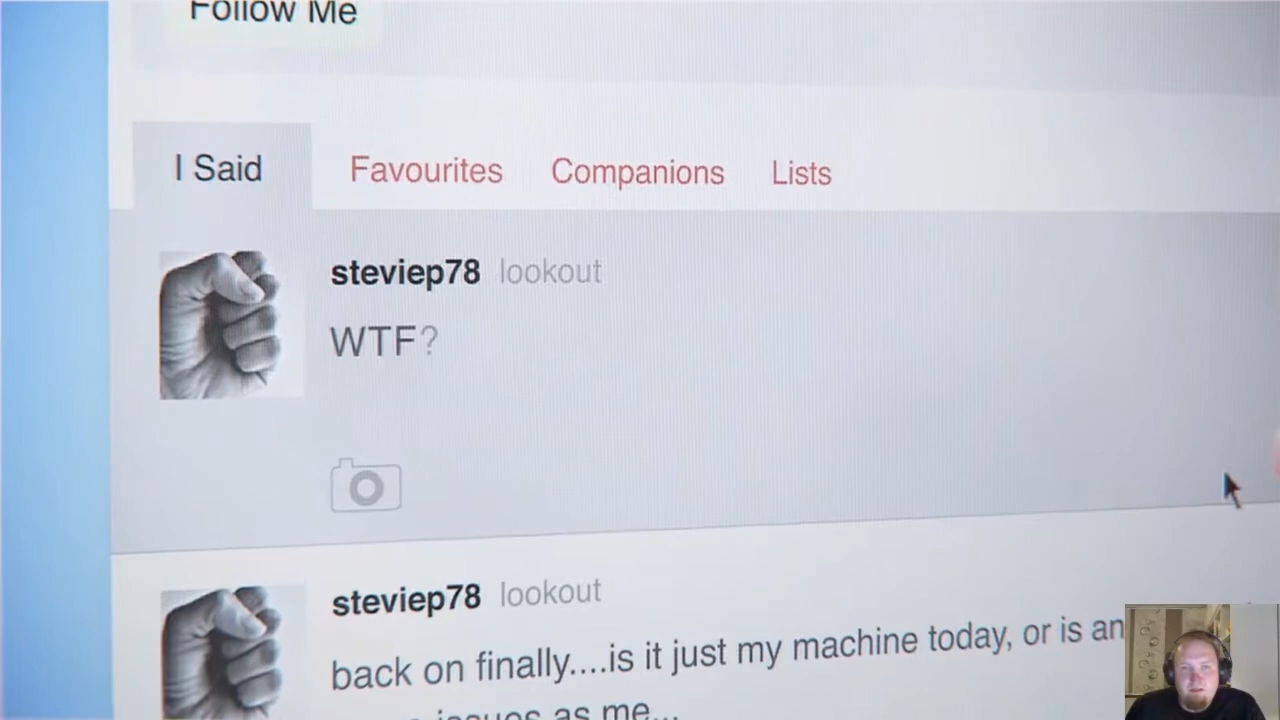 Follow Me
I Said
Favourites
Companions
Lists
steviep78 lookout
WTF?
steviep78 lookout
back on finally....is it just my machine today, or is an
issues as me...